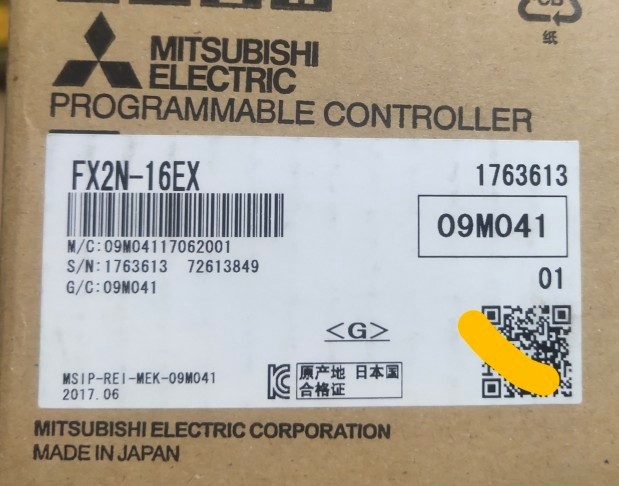 纸
MITSUBISHI
ELECTRIC
PROGRAMMABLE CONTROLLER
FX2N-16EX
1763613
M/C:09M04117062001
S/N:1763613 72613849
G/C:09M041
09M041
01
<G>
MSIP-REI-MEK-09M041
2017.06
原产地 日本国
合格证
MITSUBISHI ELECTRIC CORPORATION
MADE IN JAPAN